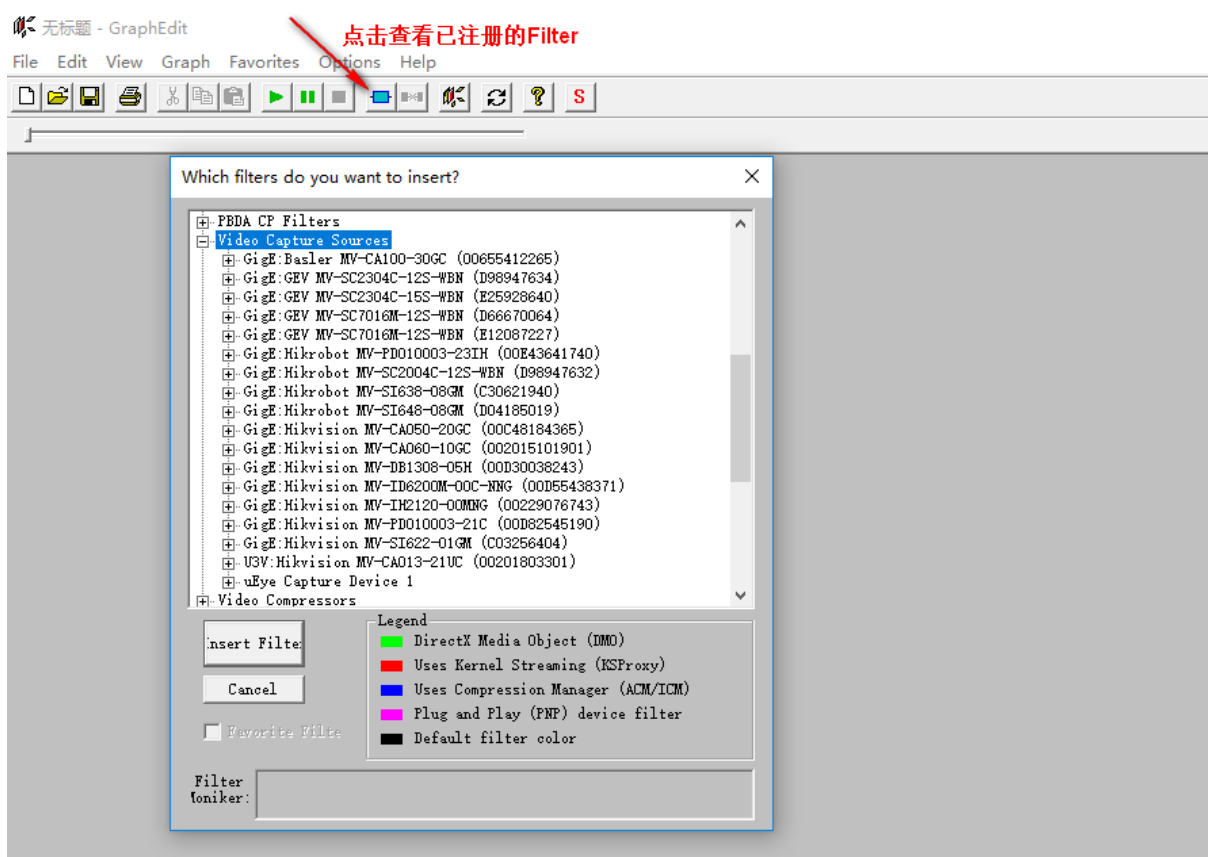 无标题 - GraphEdit
点击查看已注册的Filter
File Edit View Graph Favorites Options Help
S
Which filters do you want to insert?
PBDA CP Filters
Video Capture Sources
GigE:Basler MV-CA100-30GC (00655412265)
GigE:GEV MV-SC2304C-12S-WBN (D98947634)
GigE:GEV MV-SC2304C-15S-WBN (E25928640)
GigE:GEV MV-SC7016M-12S-WBN (D66670064)
GigE:GEV MV-SC7016M-12S-WBN (E12087227)
GigE:Hikrobot MV-PD010003-23IH (00E43641740)
GigE:Hikrobot MV-SC2004C-12S-WBN (D98947632)
GigE:Hikrobot MV-SI638-08GM (C30621940)
GigE:Hikrobot MV-SI648-08GM (D04185019)
GigE:Hikvision MV-CA050-20GC (00C48184365)
GigE:Hikvision MV-CA060-10GC (002015101901)
GigE:Hikvision MV-DB1308-05H (00D30038243)
GigE:Hikvision MV-ID6200M-00C-NNG (00D55438371)
GigE:Hikvision MV-IH2120-00MNG (00229076743)
GigE:Hikvision MV-PD010003-21C (00D82545190)
GigE:Hikvision MV-SI622-01GM (C03256404)
U3V:Hikvision MV-CA013-21UC (00201803301)
uEye Capture Device 1
Video Compressors
Legend
nsert Filte
DirectX Media Object (DMO)
Uses Kernel Streaming (KSProxy)
Cancel
Uses Compression Manager (ACM/ICM)
Plug and Play (PNP) device filter
Favorite Filte
Default filter color
Filter
Moniker: